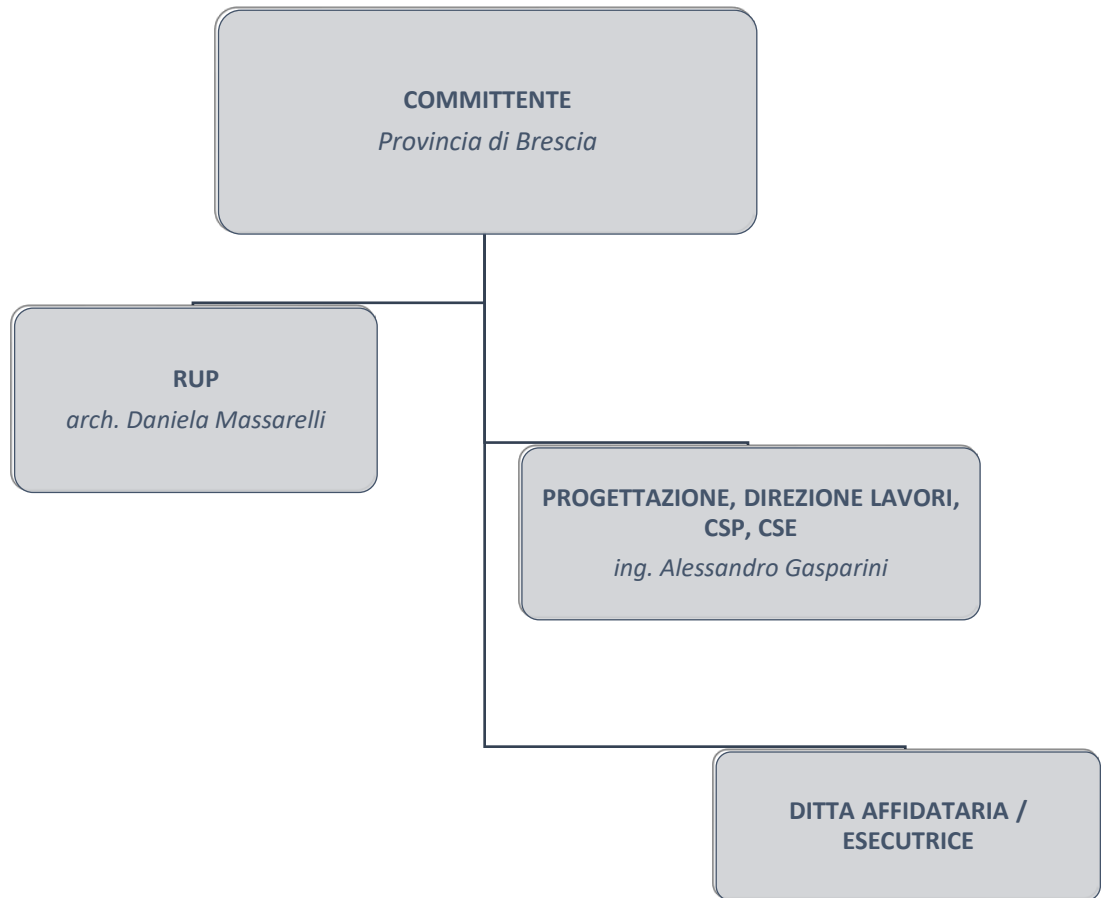 COMMITTENTE
Provincia di Brescia
RUP
arch. Daniela Massarelli
PROGETTAZIONE, DIREZIONE LAVORI,
CSP, CSE
ing. Alessandro Gasparini
DITTA AFFIDATARIA /
ESECUTRICE